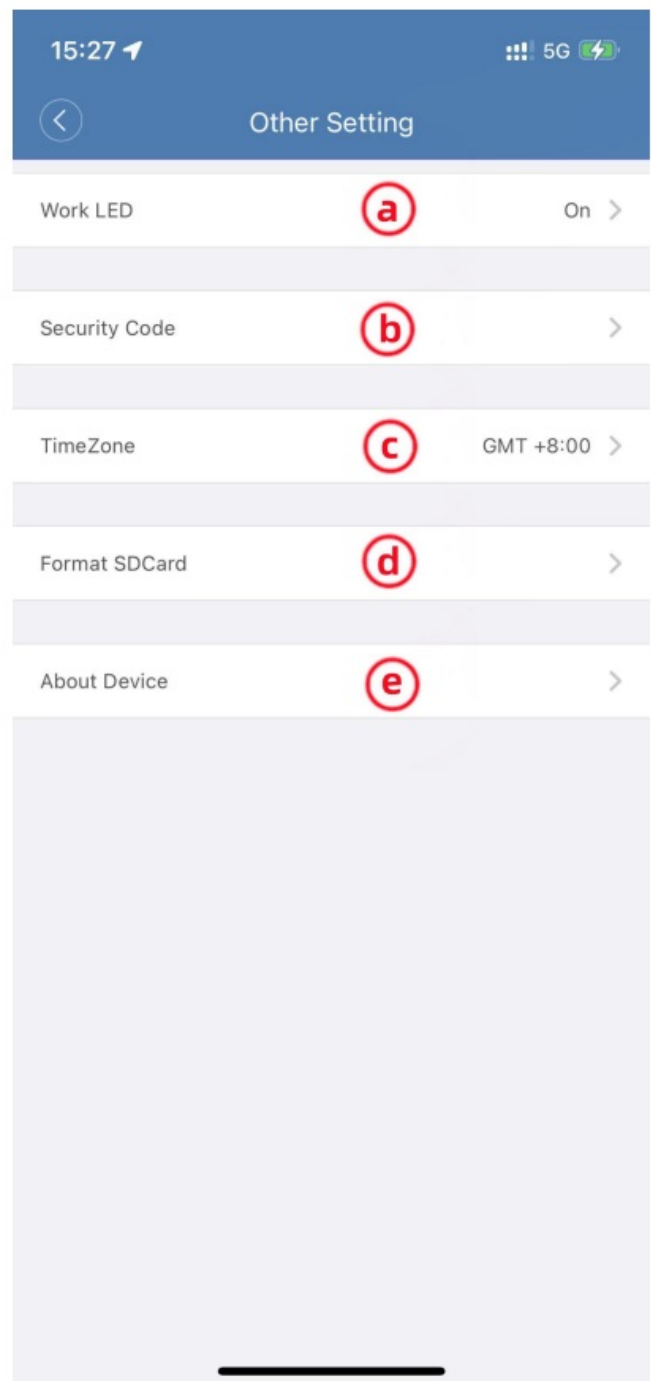 15:27 5G
Other Setting
Work LED a On
Security Code b
TimeZone c GMT +8:00
Format SDCard d
About Device e